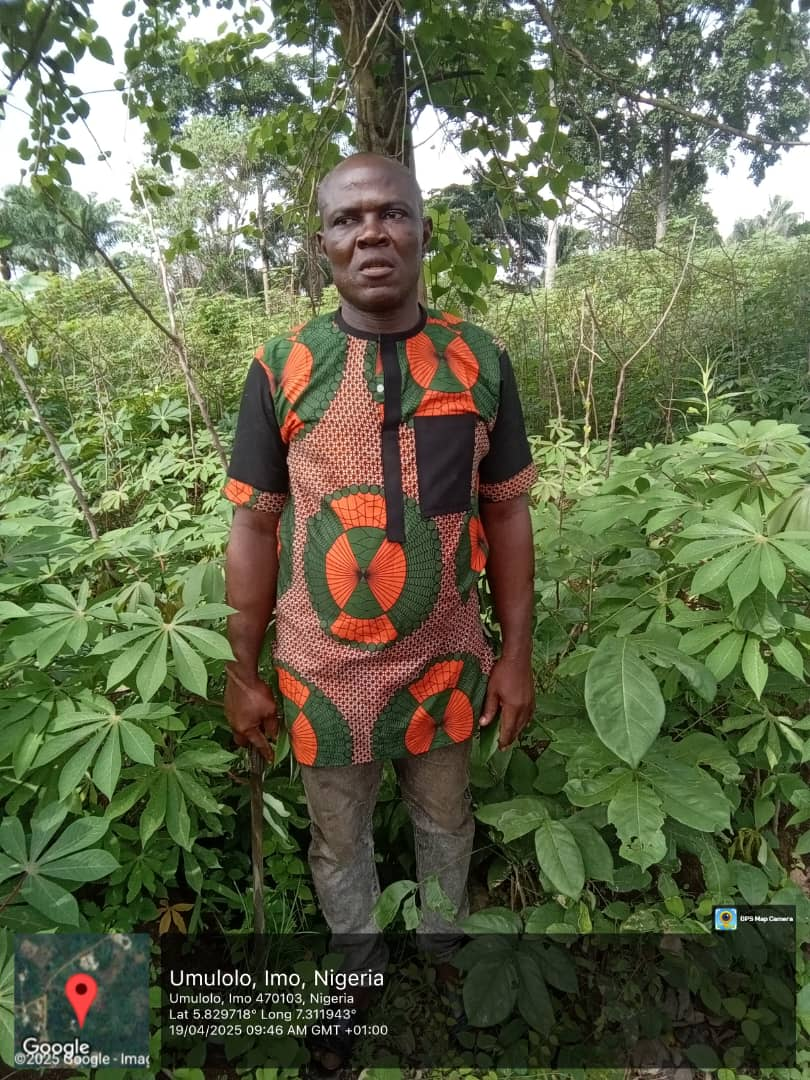 GPS Map Camera
Umulolo, Imo, Nigeria
Umulolo, Imo 470103, Nigeria
Lat 5.829718° Long 7.311943°
19/04/2025 09:46 AM GMT +01:00
Google
©2025 Google - Imag